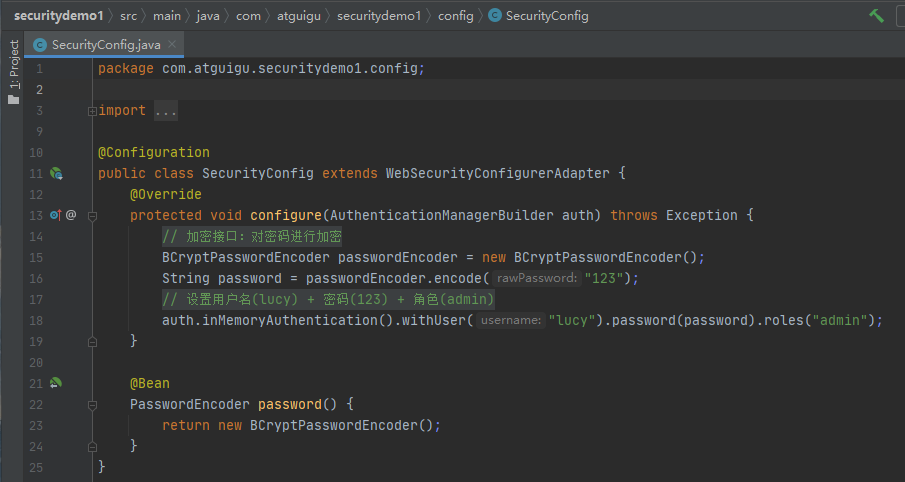 securitydemo1 src main java com atguigu securitydemo1 config SecurityConfig
1: Project
SecurityConfig.java
1 package com.atguigu.securitydemo1.config;
2
3 import ...
9
10 @Configuration
11 public class SecurityConfig extends WebSecurityConfigurerAdapter {
12 @Override
13 @ protected void configure(AuthenticationManagerBuilder auth) throws Exception {
14 // 加密接口: 对密码进行加密
15 BCryptPasswordEncoder passwordEncoder = new BCryptPasswordEncoder();
16 String password = passwordEncoder.encode( rawPassword: "123");
17 // 设置用户名(lucy) + 密码(123) + 角色(admin)
18 auth.inMemoryAuthentication().withUser( username: "lucy").password(password).roles("admin");
19 }
20
21 @Bean
22 PasswordEncoder password() {
23 return new BCryptPasswordEncoder();
24 }
25 }